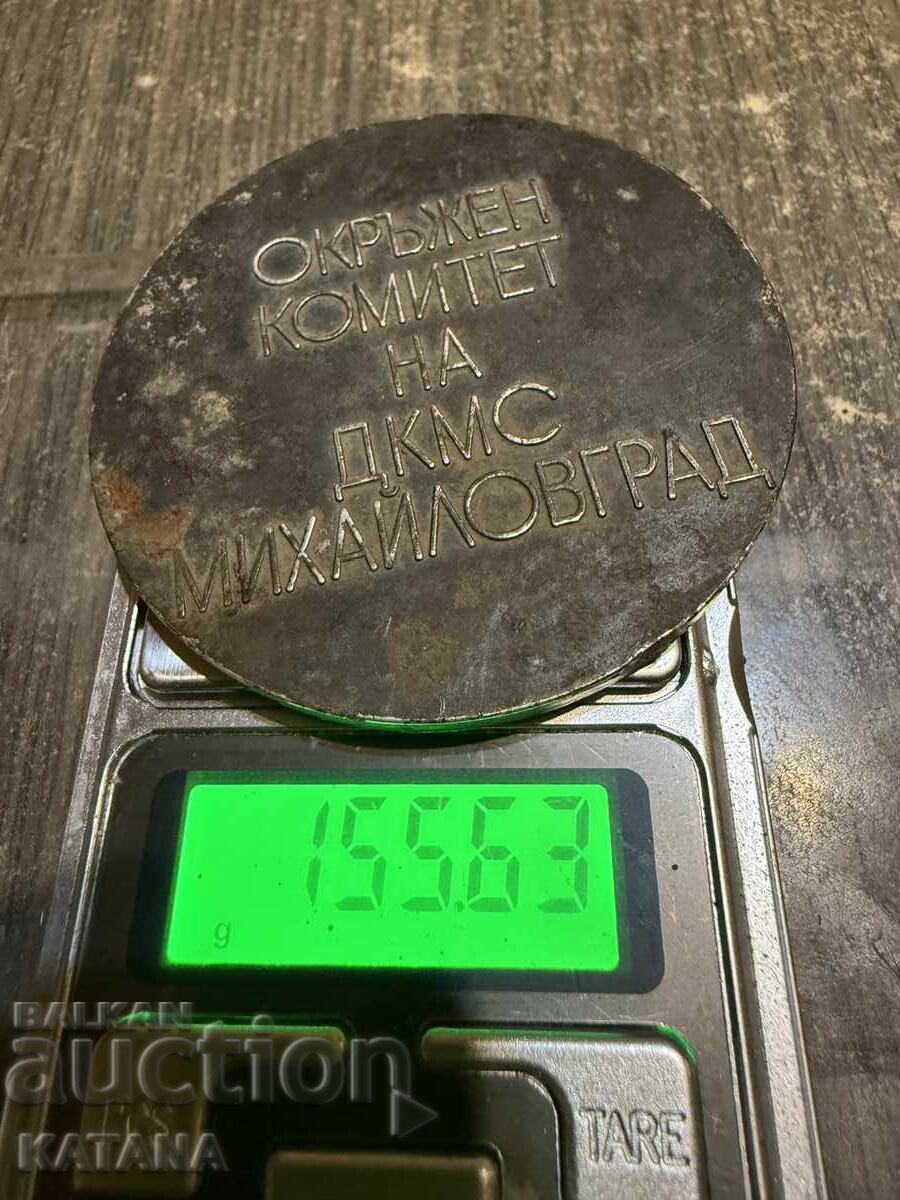 ОКРЪЖЕН
КОМИТЕТ
НА
ДКМС
МИХАЙЛОВГРАД
155.63
g
BALKAN
auction
KATANA
TARE